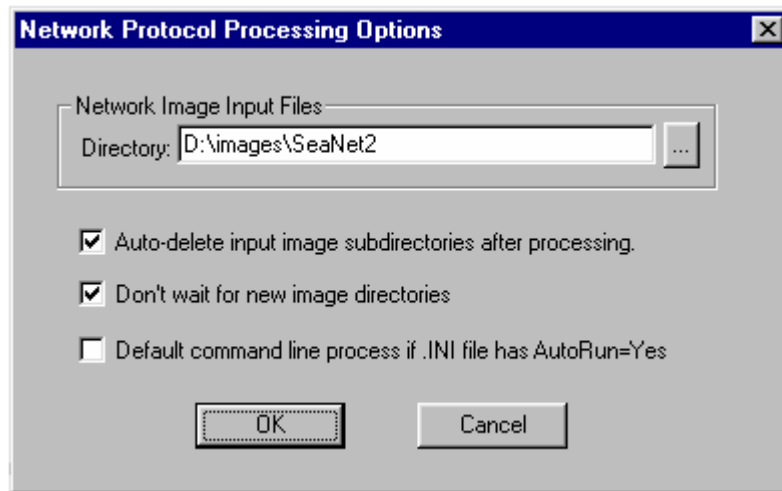 Network Protocol Processing Options
Network Image Input Files
Directory: D:\images\SeaNet2 ...
Auto-delete input image subdirectories after processing.
Don't wait for new image directories
Default command line process if .INI file has AutoRun=Yes
OK Cancel